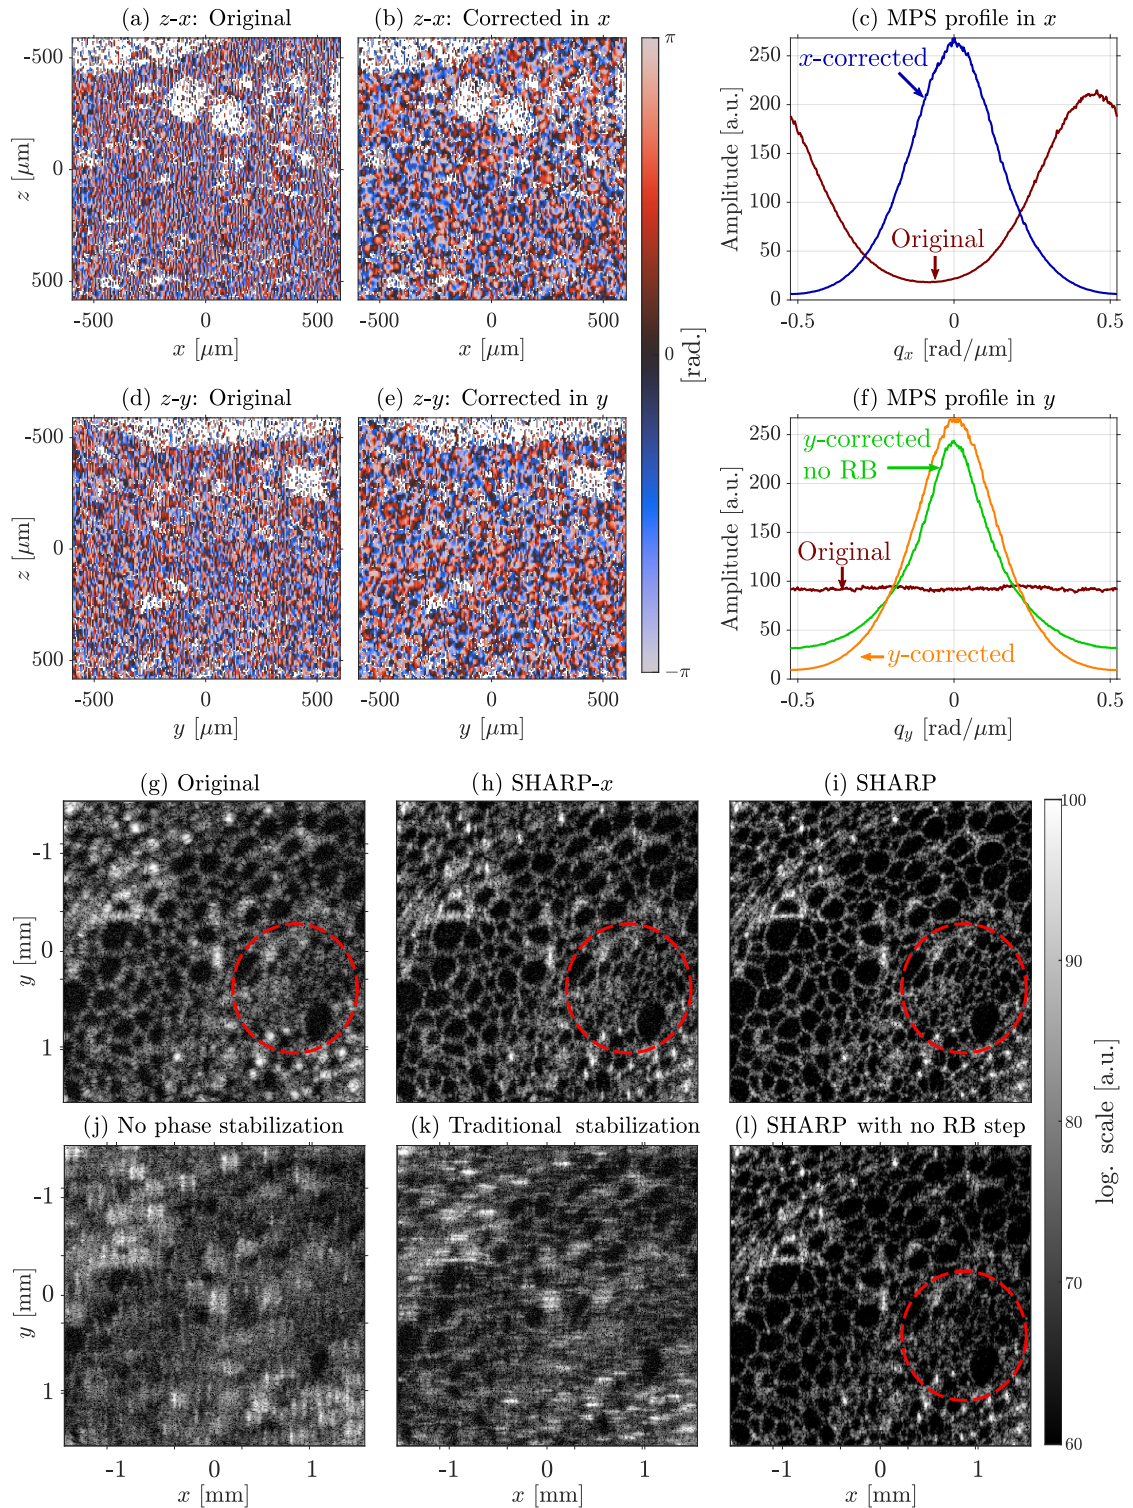 (a) z-x: Original
(b) z-x: Corrected in x
(c) MPS profile in x
-500
0
500
z [μm]
-500 0 500
x [μm]
-500 0 500
x [μm]
π
0
−π
[rad.]
250
200
150
100
50
0
Amplitude [a.u.]
x-corrected
Original
-0.5 0 0.5
q_x [rad/μm]
(d) z-y: Original
(e) z-y: Corrected in y
(f) MPS profile in y
-500
0
500
z [μm]
-500 0 500
y [μm]
-500 0 500
y [μm]
250
200
150
100
50
0
Amplitude [a.u.]
y-corrected
no RB
Original
y-corrected
-0.5 0 0.5
q_y [rad/μm]
(g) Original
(h) SHARP-x
(i) SHARP
-1
0
1
y [mm]
100
90
80
70
60
log. scale [a.u.]
(j) No phase stabilization
(k) Traditional stabilization
(l) SHARP with no RB step
-1
0
1
y [mm]
-1 0 1
x [mm]
-1 0 1
x [mm]
-1 0 1
x [mm]